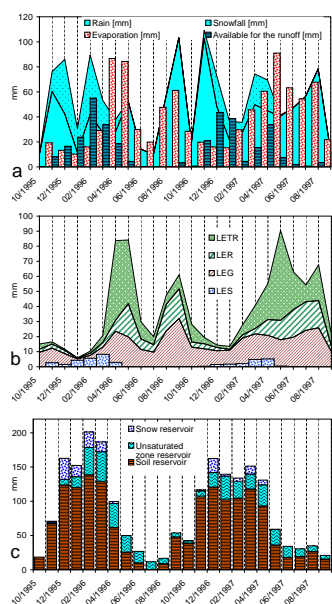 Rain [mm] Snowfall [mm]
Evaporation [mm] Available for the runoff [mm]
120
100
80
60
40
20
0
mm
a
10/1995 12/1995 02/1996 04/1996 06/1996 08/1996 10/1996 12/1996 02/1997 04/1997 06/1997 08/1997
LETR
LER
LEG
LES
100
80
60
40
20
0
mm
b
10/1995 12/1995 02/1996 04/1996 06/1996 08/1996 10/1996 12/1996 02/1997 04/1997 06/1997 08/1997
Snow reservoir
Unsaturated
zone reservoir
Soil reservoir
200
150
100
50
0
mm
c
10/1995 12/1995 02/1996 04/1996 06/1996 08/1996 10/1996 12/1996 02/1997 04/1997 06/1997 08/1997